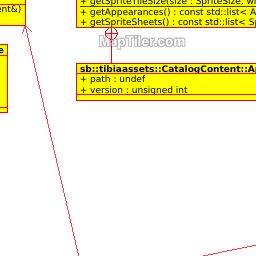 + getSpriteTileSize(size : SpriteSize, wi
ent&)
+ getAppearances() : const std::list< A
+ getSpriteSheets() : const std::list< Sp
MapTiler.com
e
sb::tibiaassets::CatalogContent::Ap
+ path : undef
+ version : unsigned int